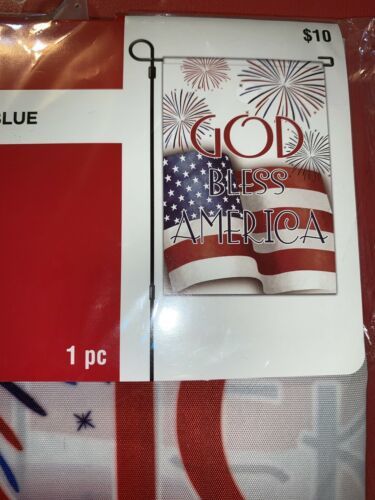 $10
BLUE
GOD
BLESS
AMERICA
1 pc